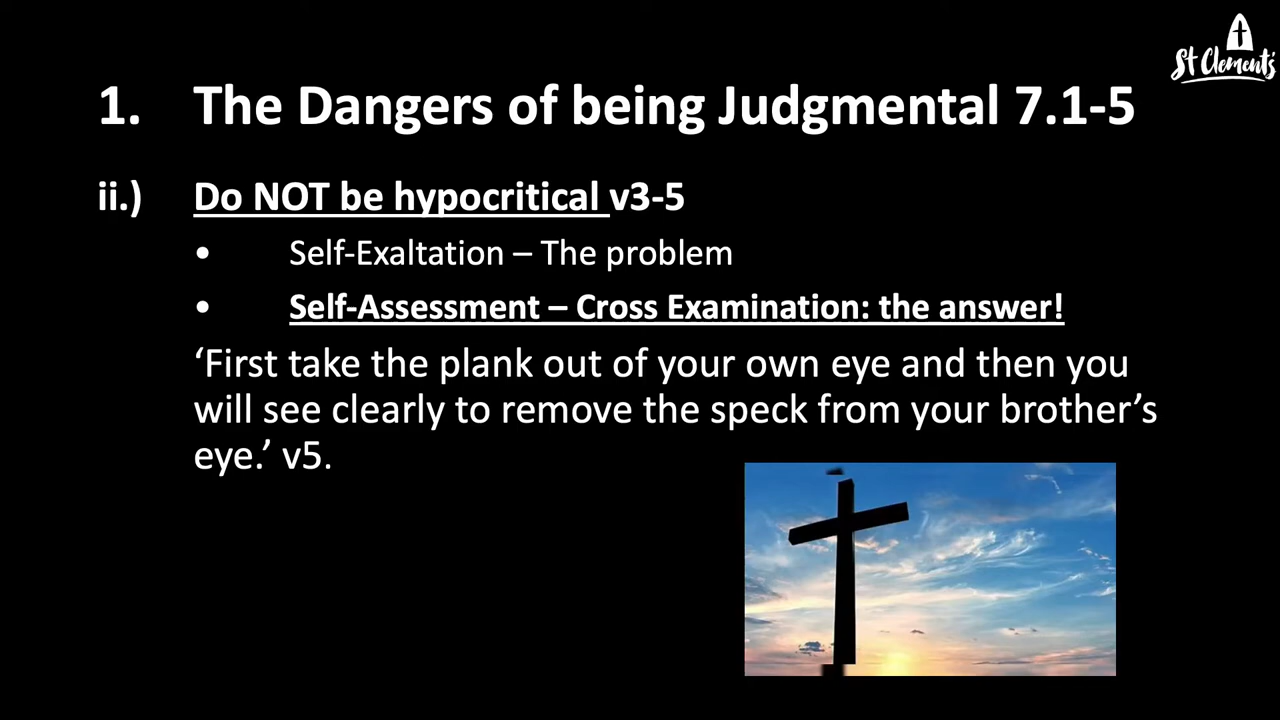 St Clement's
1. The Dangers of being Judgmental 7.1-5
ii.) Do NOT be hypocritical v3-5
• Self-Exaltation – The problem
• Self-Assessment – Cross Examination: the answer!
‘First take the plank out of your own eye and then you
will see clearly to remove the speck from your brother’s
eye.’ v5.